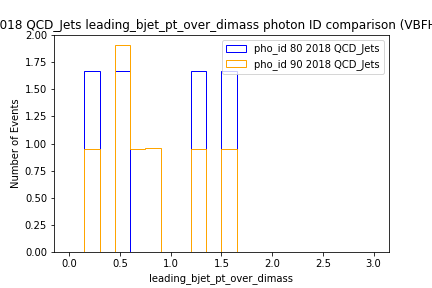 018 QCD_Jets leading_bjet_pt_over_dimass photon ID comparison (VBFH
2.00
1.75
1.50
1.25
1.00
0.75
0.50
0.25
0.00
Number of Events
pho_id 80 2018 QCD_Jets
pho_id 90 2018 QCD_Jets
0.0 0.5 1.0 1.5 2.0 2.5 3.0
leading_bjet_pt_over_dimass